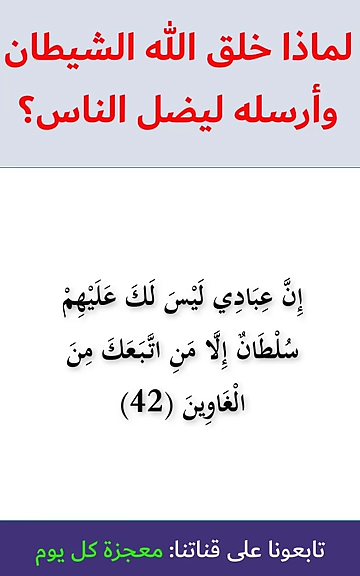 لماذا خلق الله الشيطان
وأرسله ليضل الناس؟
إِنَّ عِبَادِي لَيْسَ لَكَ عَلَيْهِمْ
سُلْطَانٌ إِلَّا مَنِ اتَّبَعَكَ مِنَ
الْغَاوِينَ (42)
تابعونا على قناتنا: معجزة كل يوم